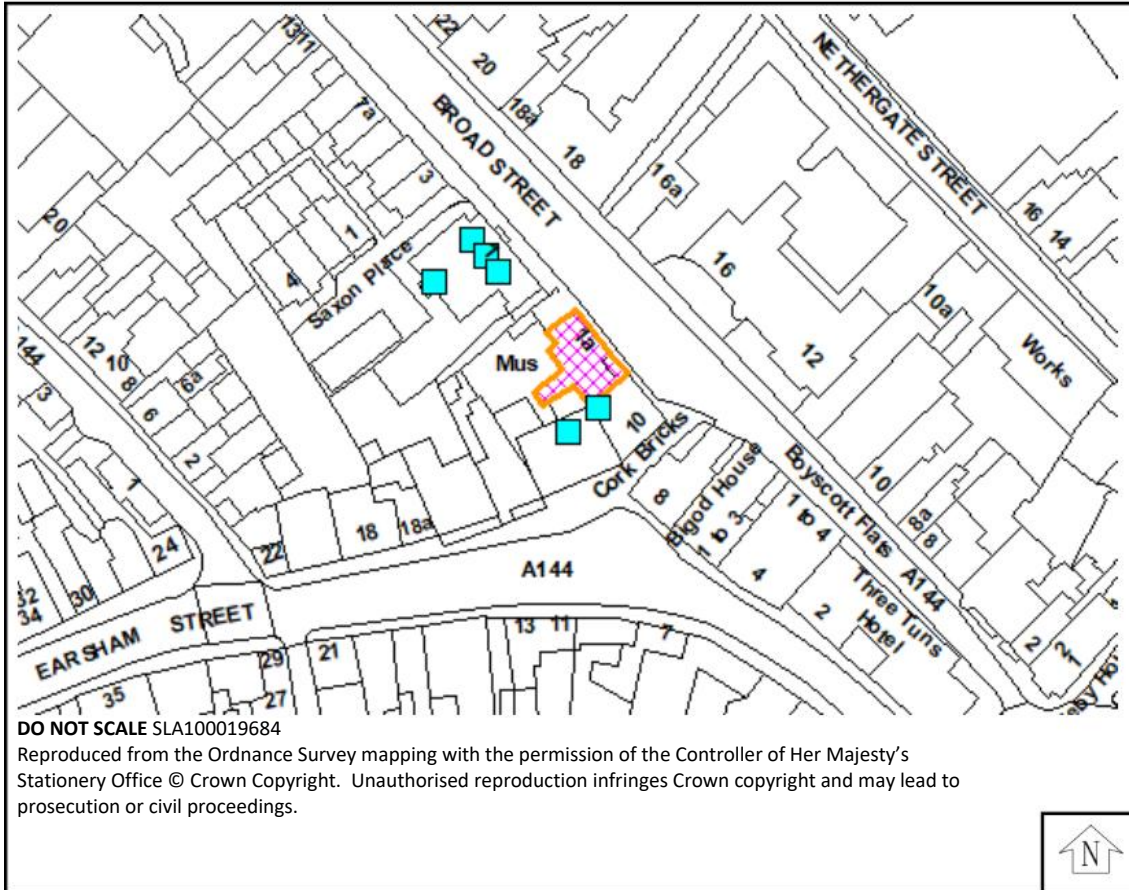 22
20
1311
18a
18
7a
BROAD STREET
NETHERGATE STREET
3
16a
16
14
20
1
4
Saxon Place
16
10a
144
12
10
8
6a
6
2
3
Mus
1a
12
Works
1
10
Cork Bricks
8
Bigod House
1 to 3
Boyscott Flats
1 to 4
10
8a
8
A144
24
22
18
18a
A144
4
2
Three Tuns
Hotel
2
21
32
34
30
EARSHAM STREET
29
21
13
11
7
35
27
DO NOT SCALE SLA100019684
Reproduced from the Ordnance Survey mapping with the permission of the Controller of Her Majesty’s
Stationery Office © Crown Copyright. Unauthorised reproduction infringes Crown copyright and may lead to
prosecution or civil proceedings.
N